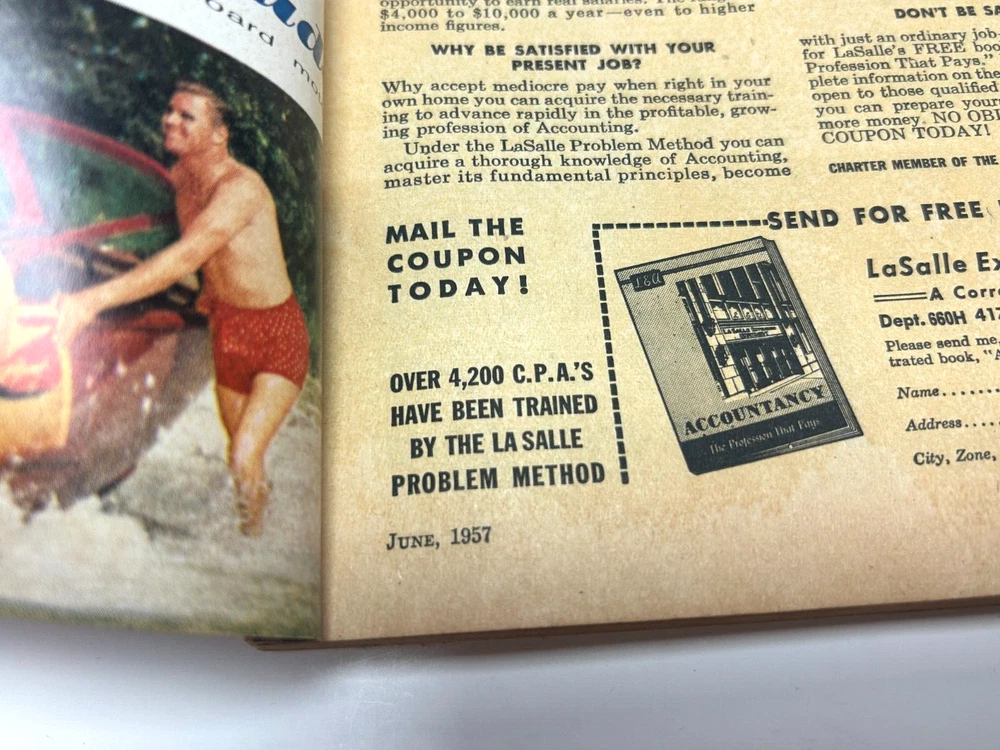 oard
opportunity to earn real salaries.
$4,000 to $10,000 a year—even to higher
income figures.
WHY BE SATISFIED WITH YOUR
PRESENT JOB?
Why accept mediocre pay when right in your
own home you can acquire the necessary train-
ing to advance rapidly in the profitable, grow-
ing profession of Accounting.
Under the LaSalle Problem Method you can
acquire a thorough knowledge of Accounting,
master its fundamental principles, become
MAIL THE
COUPON
TODAY!
OVER 4,200 C.P.A.'S
HAVE BEEN TRAINED
BY THE LA SALLE
PROBLEM METHOD
JUNE, 1957
DON'T BE SA
with just an ordinary job
for LaSalle's FREE boo
Profession That Pays."
plete information on the
open to those qualified
you can prepare your
more money. NO OBL
COUPON TODAY!
CHARTER MEMBER OF THE
SEND FOR FREE
ACCOUNTANCY
The Profession That Pays
LaSalle Ex
A Corre
Dept. 660H 417
Please send me,
trated book, "A
Name.......
Address....
City, Zone,